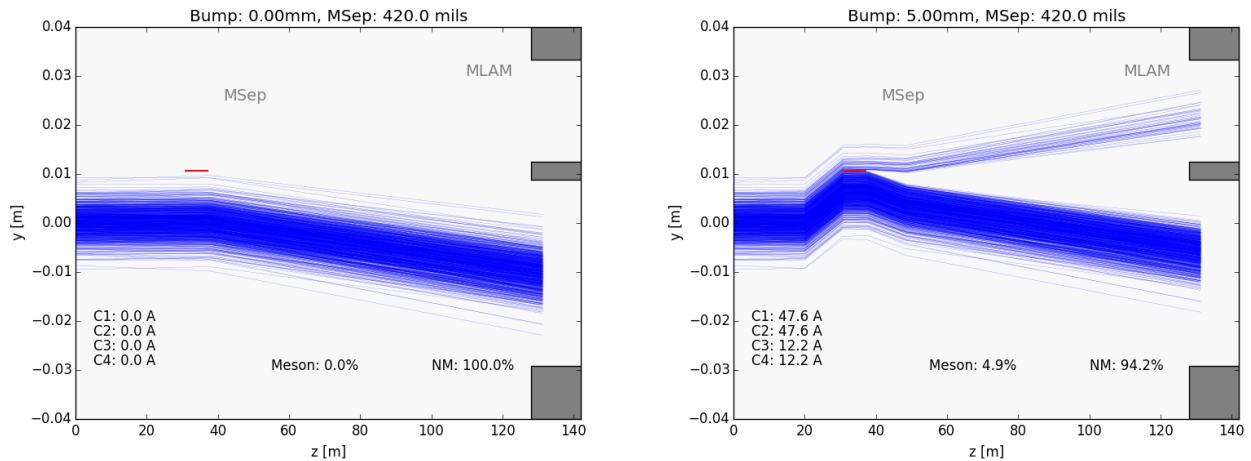 Bump: 0.00mm, MSep: 420.0 mils
0.04
0.03
0.02
0.01
0.00
−0.01
−0.02
−0.03
−0.04
y [m]
MLAM
MSep
C1: 0.0 A
C2: 0.0 A
C3: 0.0 A
C4: 0.0 A
Meson: 0.0%
NM: 100.0%
0 20 40 60 80 100 120 140
z [m]
Bump: 5.00mm, MSep: 420.0 mils
0.04
0.03
0.02
0.01
0.00
−0.01
−0.02
−0.03
−0.04
y [m]
MLAM
MSep
C1: 47.6 A
C2: 47.6 A
C3: 12.2 A
C4: 12.2 A
Meson: 4.9%
NM: 94.2%
0 20 40 60 80 100 120 140
z [m]